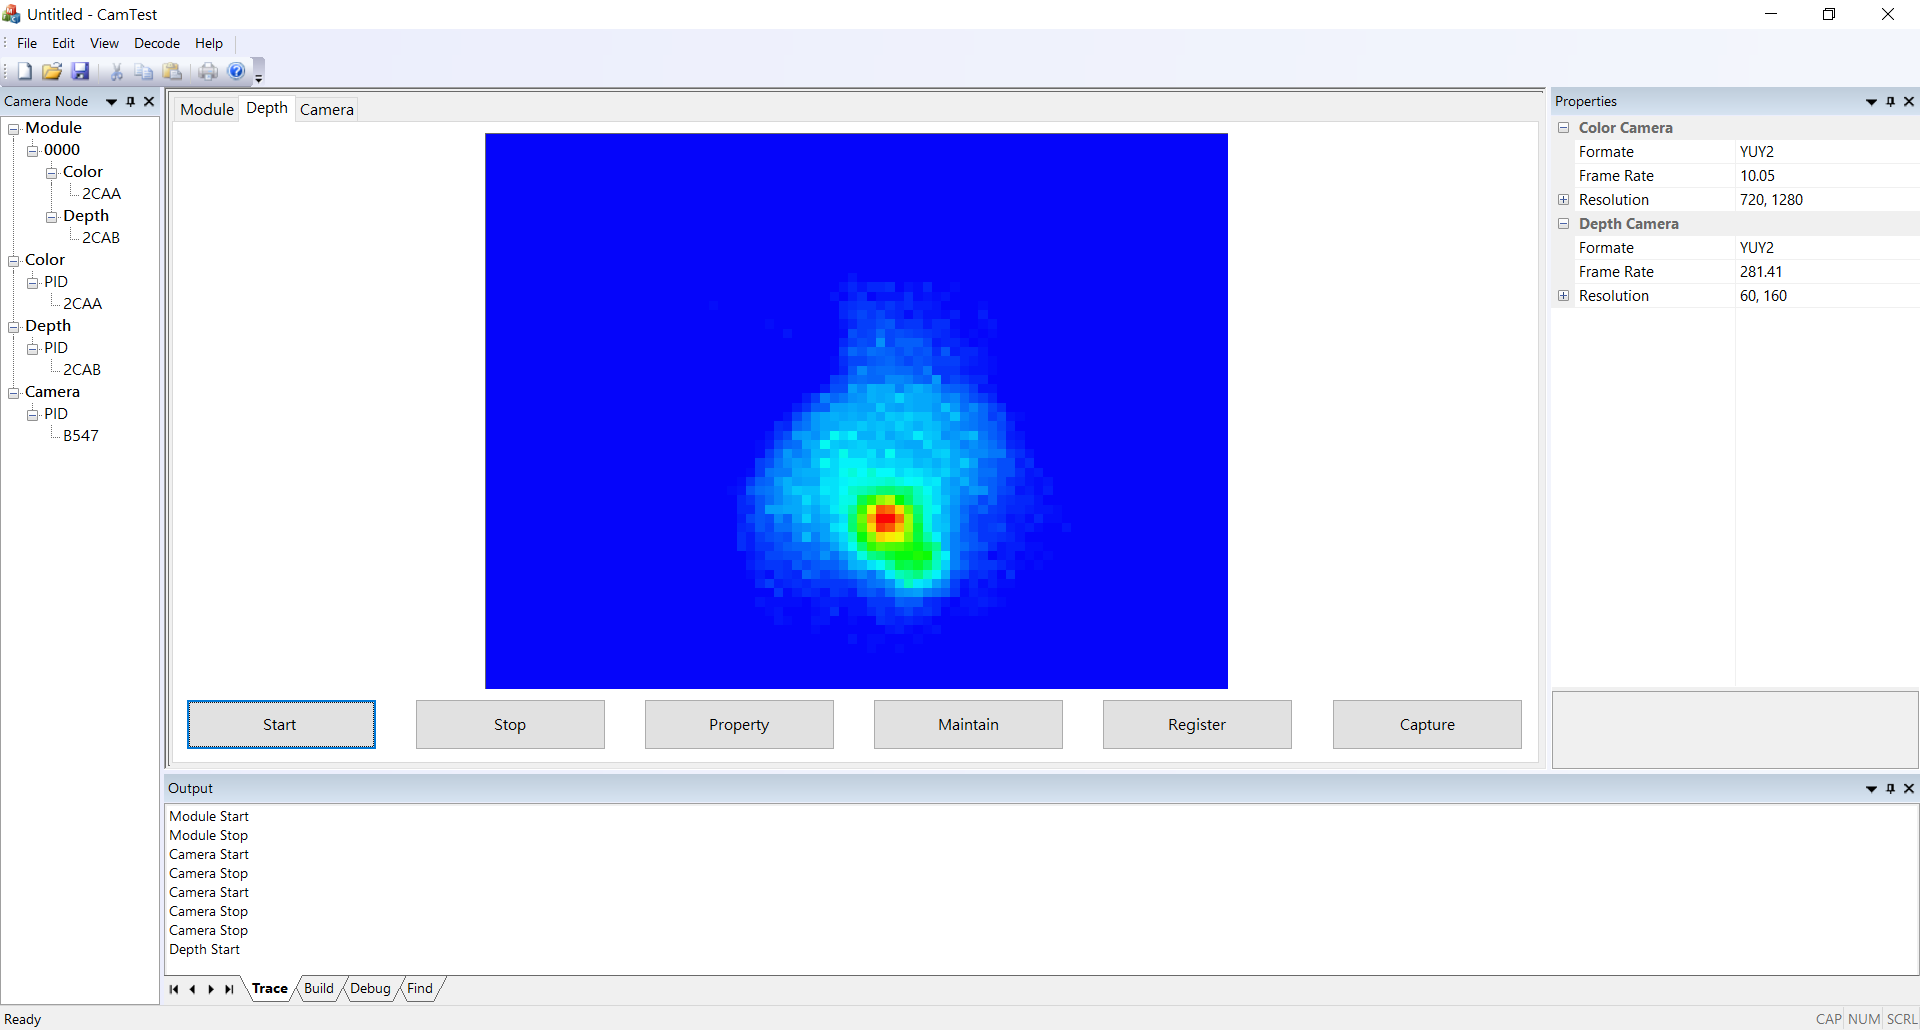 Untitled - CamTest
File Edit View Decode Help
Camera Node
Module
0000
Color
2CAA
Depth
2CAB
Color
PID
2CAA
Depth
PID
2CAB
Camera
PID
B547
Module Depth Camera
Start Stop Property Maintain Register Capture
Properties
Color Camera
Formate YUY2
Frame Rate 10.05
Resolution 720, 1280
Depth Camera
Formate YUY2
Frame Rate 281.41
Resolution 60, 160
Output
Module Start
Module Stop
Camera Start
Camera Stop
Camera Start
Camera Stop
Camera Stop
Depth Start
Trace Build Debug Find
Ready CAP NUM SCRL